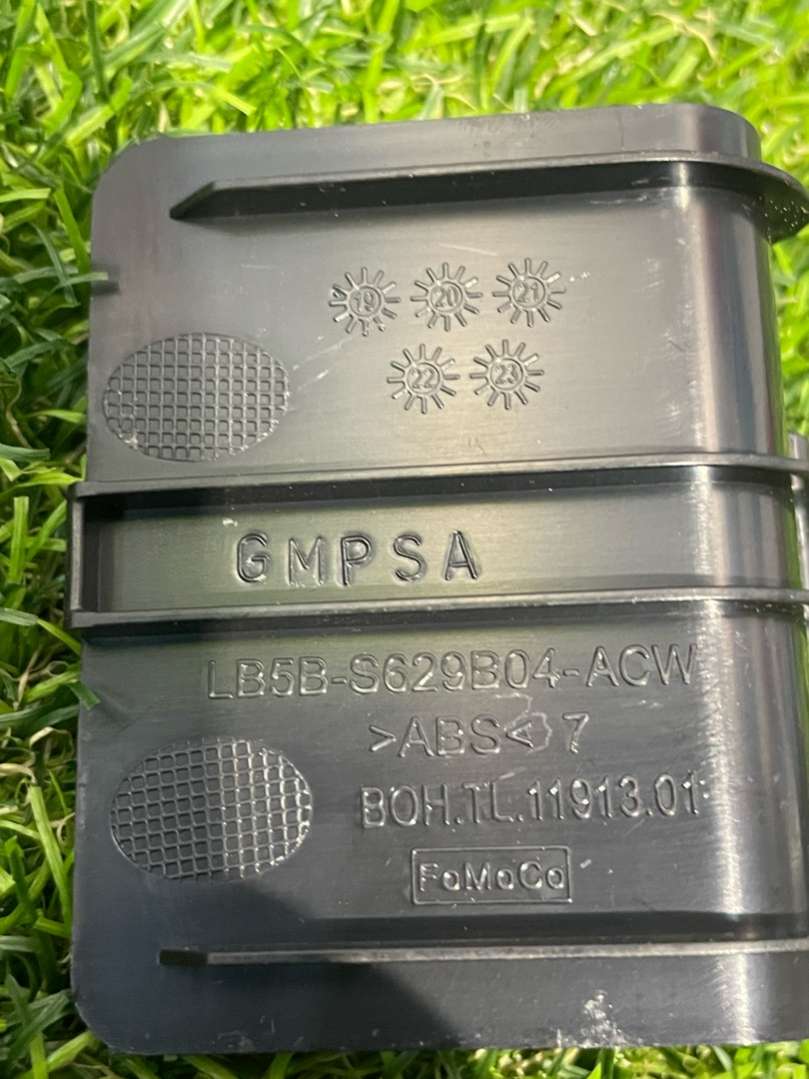 19 20 21
22 23
GMPSA
LB5B-S629B04-ACW
>ABS< 7
BOH.TL.11913.01
FoMoCo